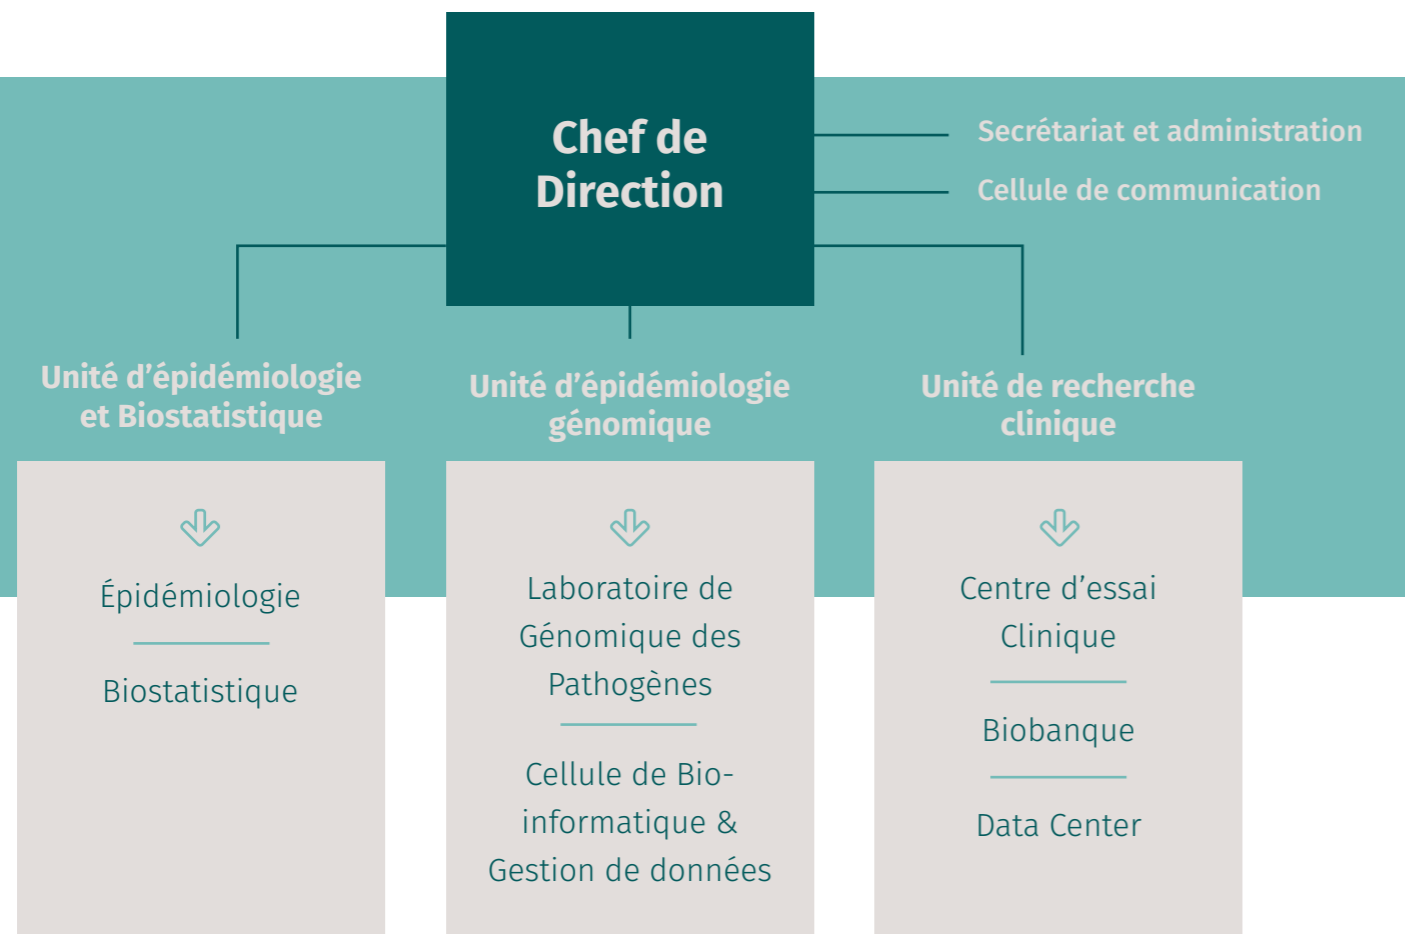 Chef de
Direction
Secrétariat et administration
Cellule de communication
Unité d’épidémiologie
et Biostatistique
Unité d’épidémiologie
génomique
Unité de recherche
clinique
Épidémiologie
Biostatistique
Laboratoire de
Génomique des
Pathogènes
Cellule de Bio-
informatique &
Gestion de données
Centre d’essai
Clinique
Biobanque
Data Center